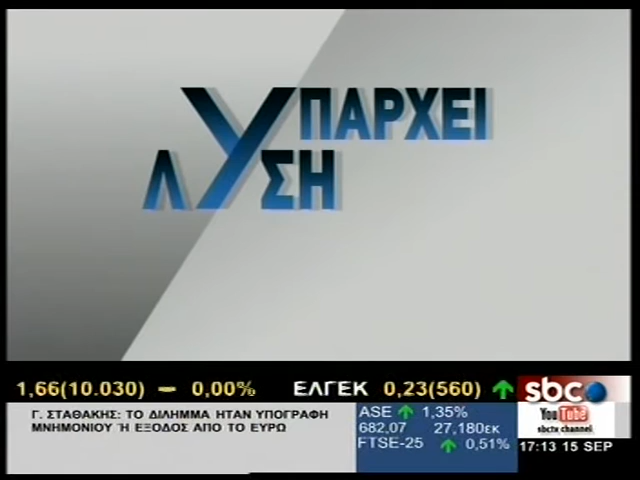 ΥΠΑΡΧΕΙ
ΛΥΣΗ
1,66(10.030) – 0,00% ΕΛΓΕΚ 0,23(560)
sbc
Γ. ΣΤΑΘΑΚΗΣ: ΤΟ ΔΙΛΗΜΜΑ ΗΤΑΝ ΥΠΟΓΡΑΦΗ
ΜΝΗΜΟΝΙΟΥ Ή ΕΞΟΔΟΣ ΑΠΟ ΤΟ ΕΥΡΩ
ASE 1,35%
682,07 27,180εκ
FTSE-25 0,51%
YouTube
sbctv channel
17:13 15 SEP